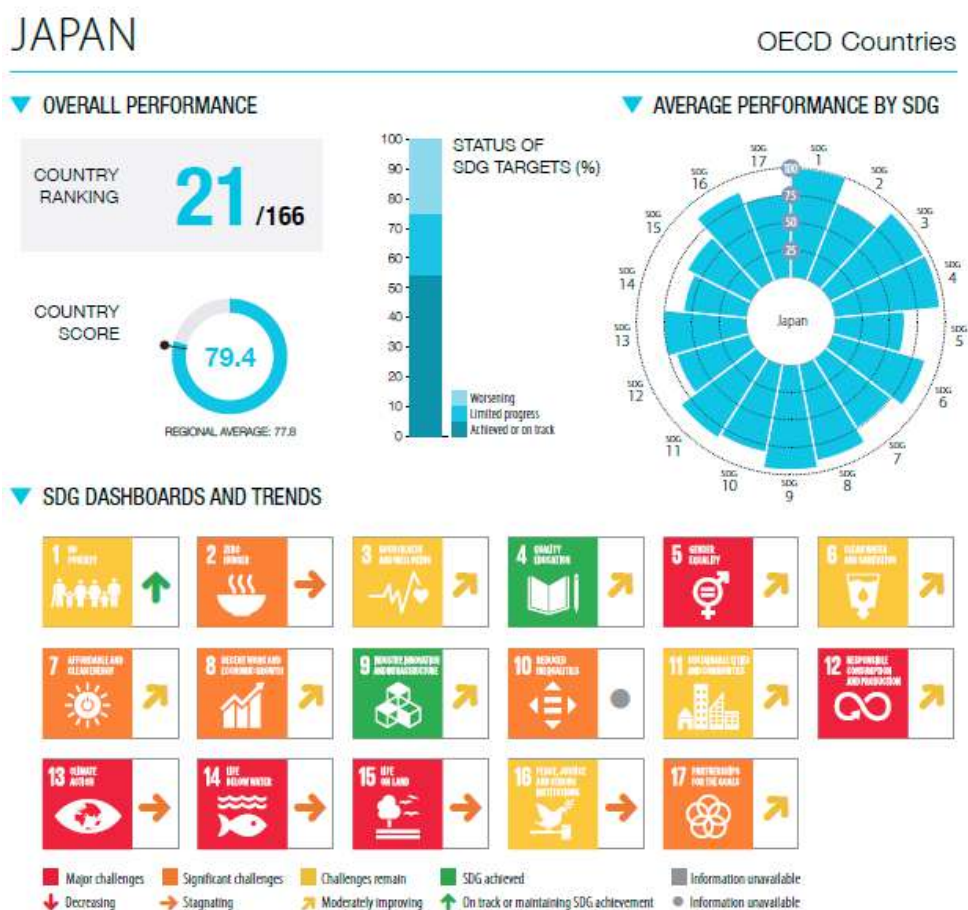 JAPAN
OECD Countries
OVERALL PERFORMANCE
COUNTRY RANKING
21 /166
COUNTRY SCORE
79.4
REGIONAL AVERAGE: 77.8
STATUS OF
SDG TARGETS (%)
100
90
80
70
60
50
40
30
20
10
0
Worsening
Limited progress
Achieved or on track
AVERAGE PERFORMANCE BY SDG
SDG 1
SDG 2
SDG 3
SDG 4
SDG 5
SDG 6
SDG 7
SDG 8
SDG 9
SDG 10
SDG 11
SDG 12
SDG 13
SDG 14
SDG 15
SDG 16
SDG 17
100
75
50
25
Japan
SDG DASHBOARDS AND TRENDS
1 NO POVERTY
2 ZERO HUNGER
3 GOOD HEALTH AND WELL-BEING
4 QUALITY EDUCATION
5 GENDER EQUALITY
6 CLEAN WATER AND SANITATION
7 AFFORDABLE AND CLEAN ENERGY
8 DECENT WORK AND ECONOMIC GROWTH
9 INDUSTRY, INNOVATION AND INFRASTRUCTURE
10 REDUCED INEQUALITIES
11 SUSTAINABLE CITIES AND COMMUNITIES
12 RESPONSIBLE CONSUMPTION AND PRODUCTION
13 CLIMATE ACTION
14 LIFE BELOW WATER
15 LIFE ON LAND
16 PEACE, JUSTICE AND STRONG INSTITUTIONS
17 PARTNERSHIPS FOR THE GOALS
Major challenges
Significant challenges
Challenges remain
SDG achieved
Information unavailable
Decreasing
Stagnating
Moderately improving
On track or maintaining SDG achievement
Information unavailable